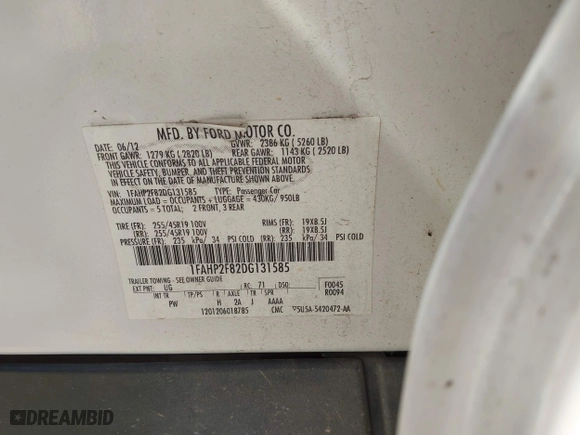 MFD. BY FORD MOTOR CO.
DATE: 06/12 GVWR: 2386 KG ( 5260 LB)
FRONT GAWR: 1279 KG ( 2820 LB) REAR GAWR: 1143 KG ( 2520 LB)
THIS VEHICLE CONFORMS TO ALL APPLICABLE FEDERAL MOTOR
VEHICLE SAFETY, BUMPER, AND THEFT PREVENTION STANDARDS
IN EFFECT ON THE DATE OF MANUFACTURE SHOWN ABOVE.
VIN: 1FAHP2F82DG131585 TYPE: Passenger Car
MAXIMUM LOAD = OCCUPANTS + LUGGAGE = 430KG/ 950LB
OCCUPANTS = 5 TOTAL: 2 FRONT, 3 REAR
TIRE: (FR): 255/45R19 100V RIMS: (FR): 19X8.5J
(RR): 255/45R19 100V (RR): 19X8.5J
PRESSURE (FR) = 235 kPa/ 34 PSI COLD (RR) = 235 kPa/ 34 PSI COLD
1FAHP2F82DG131585
TRAILER TOWING - SEE OWNER GUIDE
EXT PNT: UG RC: 71 DSO: F0045
INT TR TP/PS R AXLE TR SPR R0094
PW H 2A J AAAA
1201206018785 CMC 5U5A-5420472-AA
DREAMBID